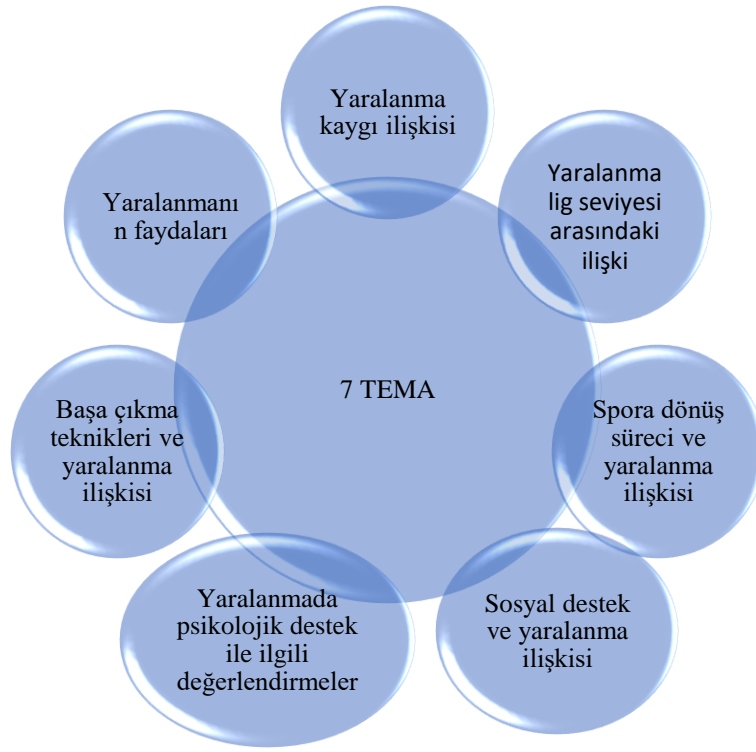 Yaralanma
kaygı ilişkisi
Yaralanma
lig seviyesi
arasındaki
ilişki
Spora dönüş
süreci ve
yaralanma
ilişkisi
Sosyal destek
ve yaralanma
ilişkisi
Yaralanmada
psikolojik destek
ile ilgili
değerlendirmeler
Başa çıkma
teknikleri ve
yaralanma
ilişkisi
Yaralanmanı
n faydaları
7 TEMA